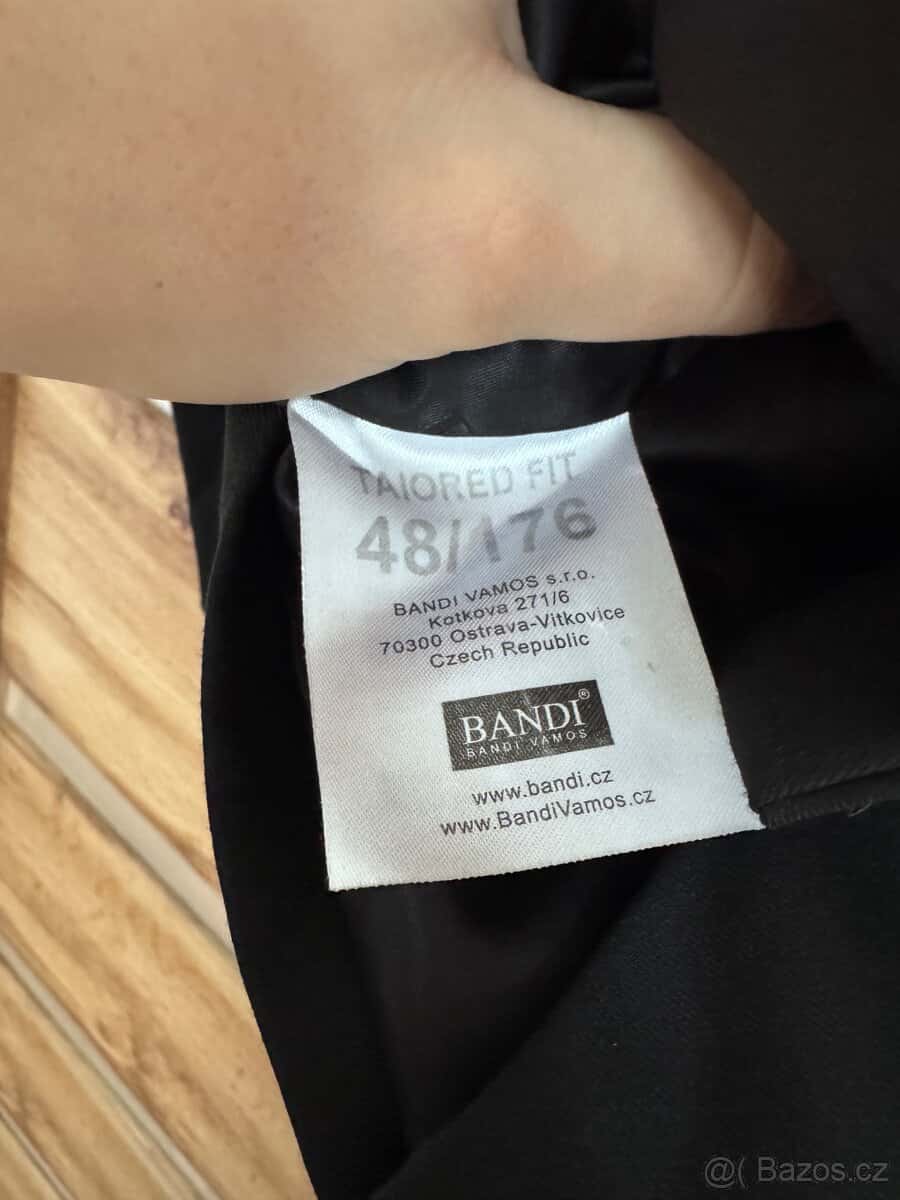 TAIORED FIT
48/176
BANDI VAMOS s.r.o.
Kotkova 271/6
70300 Ostrava-Vitkovice
Czech Republic
BANDI®
BANDI VAMOS
www.bandi.cz
www.BandiVamos.cz
@( Bazos.cz